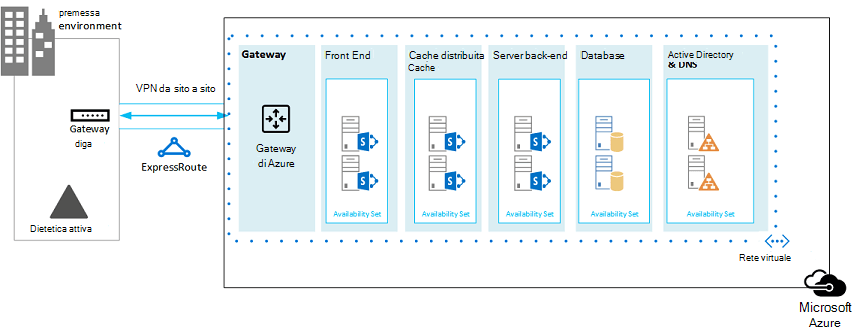 premessa
environment
Gateway
diga
Dietetica attiva
VPN da sito a sito
ExpressRoute
Gateway
Gateway
di Azure
Front End
Availability Set
Cache distribuita
Cache
Availability Set
Server back-end
Availability Set
Database
Availability Set
Active Directory
& DNS
Availability Set
Rete virtuale
Microsoft
Azure